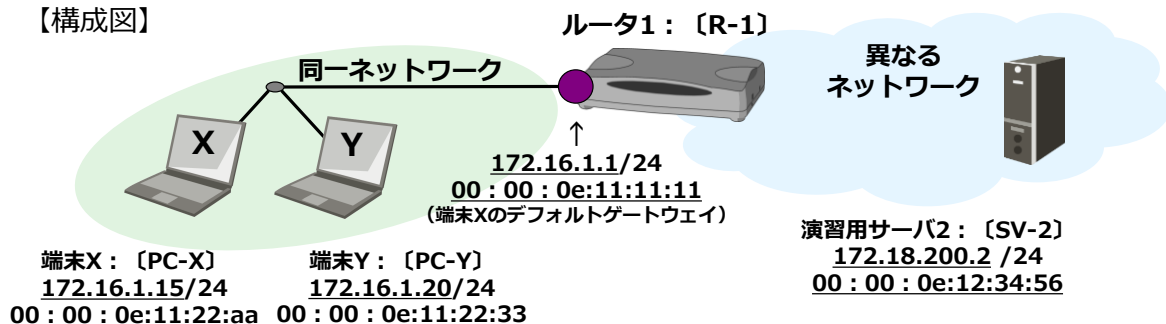 【構成図】
ルータ1：〔R-1〕
同一ネットワーク
異なる
ネットワーク
X
Y
↑
172.16.1.1/24
00：00：0e:11:11:11
（端末Xのデフォルトゲートウェイ）
端末X：〔PC-X〕
172.16.1.15/24
00：00：0e:11:22:aa
端末Y：〔PC-Y〕
172.16.1.20/24
00：00：0e:11:22:33
演習用サーバ2：〔SV-2〕
172.18.200.2 /24
00：00：0e:12:34:56